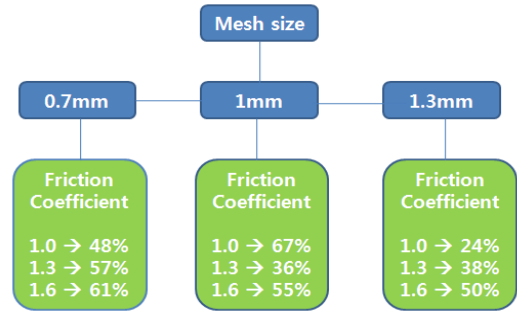 Mesh size
0.7mm
1mm
1.3mm
Friction
Coefficient
1.0 → 48%
1.3 → 57%
1.6 → 61%
Friction
Coefficient
1.0 → 67%
1.3 → 36%
1.6 → 55%
Friction
Coefficient
1.0 → 24%
1.3 → 38%
1.6 → 50%